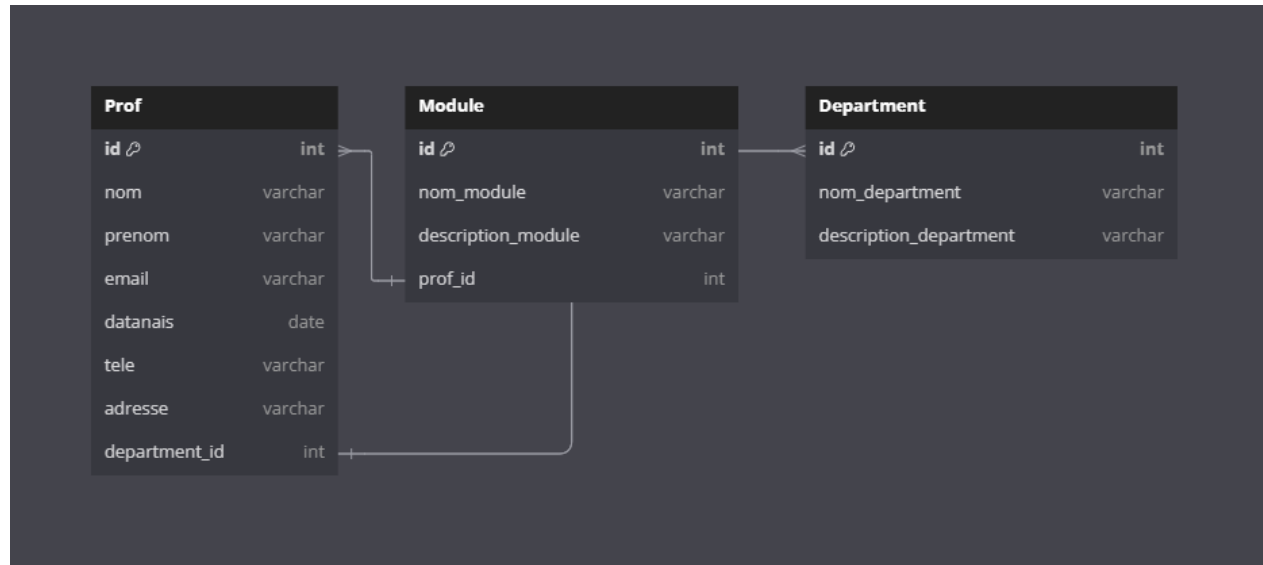 Prof
id int
nom varchar
prenom varchar
email varchar
datanais date
tele varchar
adresse varchar
department_id int
Module
id int
nom_module varchar
description_module varchar
prof_id int
Department
id int
nom_department varchar
description_department varchar